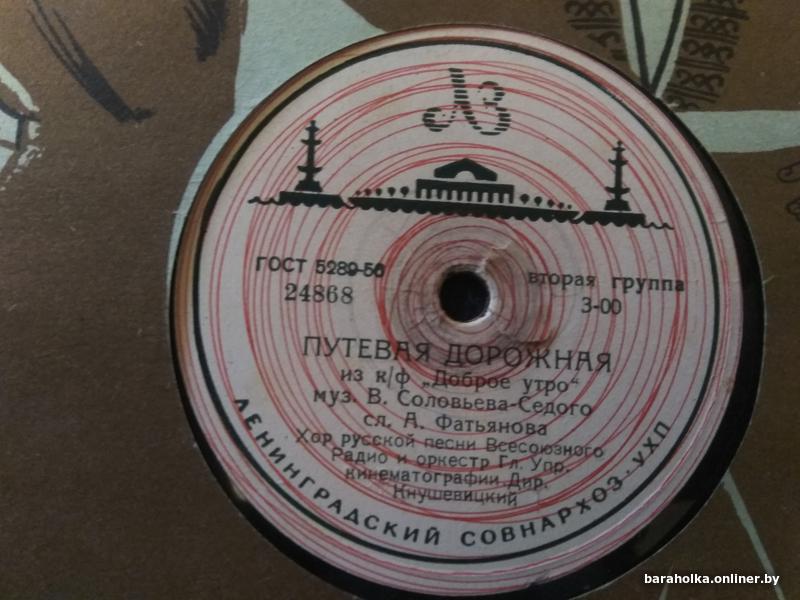 ЛЗ
ГОСТ 5289-56
24868
вторая группа
3-00
ПУТЕВАЯ ДОРОЖНАЯ
из к/ф „Доброе утро“
муз. В. Соловьева-Седого
сл. А. Фатьянова
Хор русской песни Всесоюзного
Радио и оркестр Гл. Упр.
кинематографии. Дир.
Кнушевицкий
ЛЕНИНГРАДСКИЙ СОВНАРХОЗ·УХП
baraholka.onliner.by